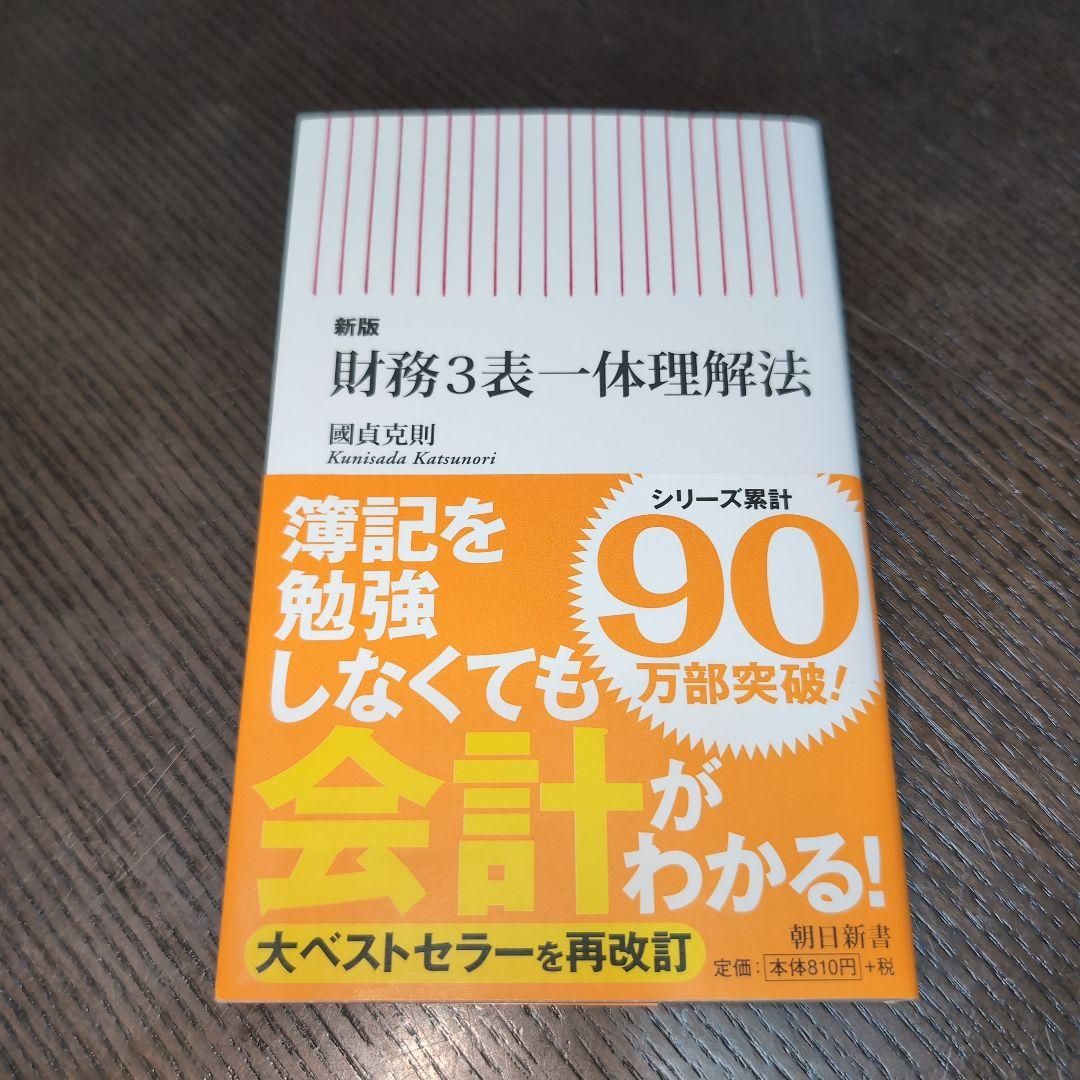 新版
財務3表一体理解法
國貞克則
Kunisada Katsunori
簿記を
勉強
しなくても
会計が
わかる!
シリーズ累計
90
万部突破!
大ベストセラーを再改訂
朝日新書
定価:本体810円+税